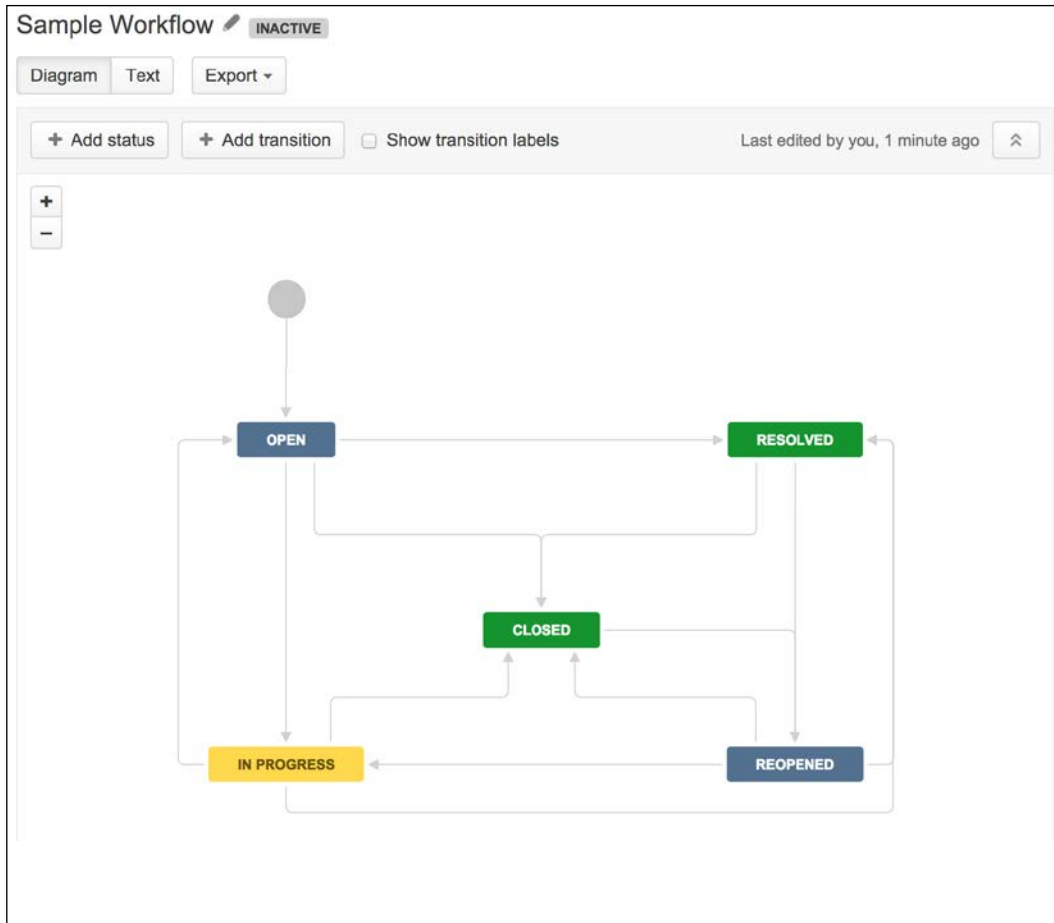 Sample Workflow INACTIVE
Diagram Text Export
+ Add status + Add transition Show transition labels Last edited by you, 1 minute ago
+
−
OPEN RESOLVED
CLOSED
IN PROGRESS REOPENED